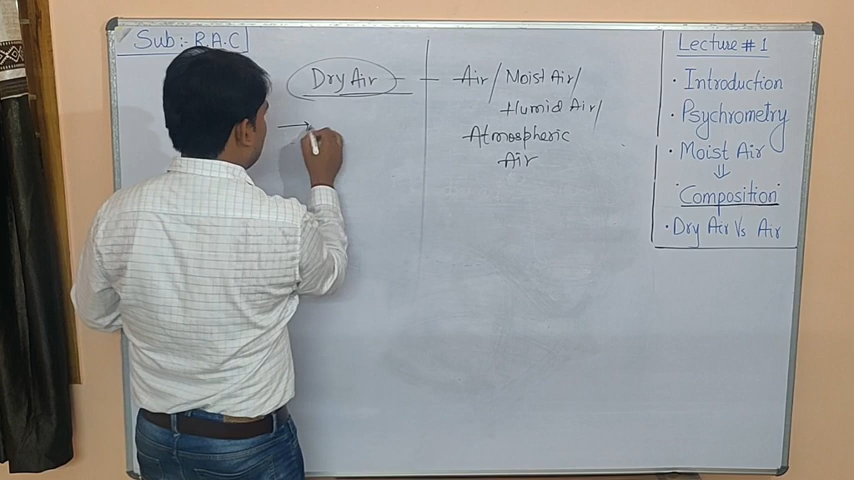 Sub:- R.A.C
Dry Air
Air / Moist Air /
Humid Air /
Atmospheric
Air
Lecture # 1
· Introduction
· Psychrometry
· Moist Air
⇓
"Composition"
· Dry Air Vs Air